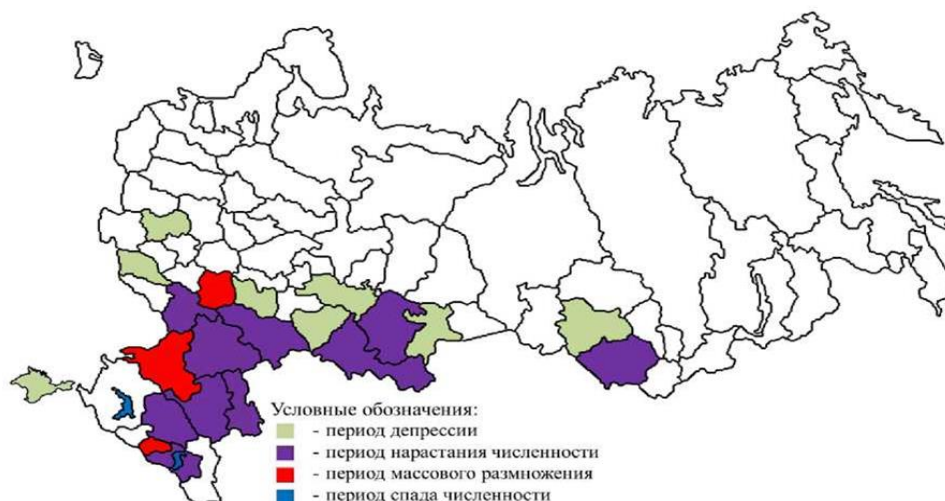 Условные обозначения:
- период депрессии
- период нарастания численности
- период массового размножения
- период спада численности